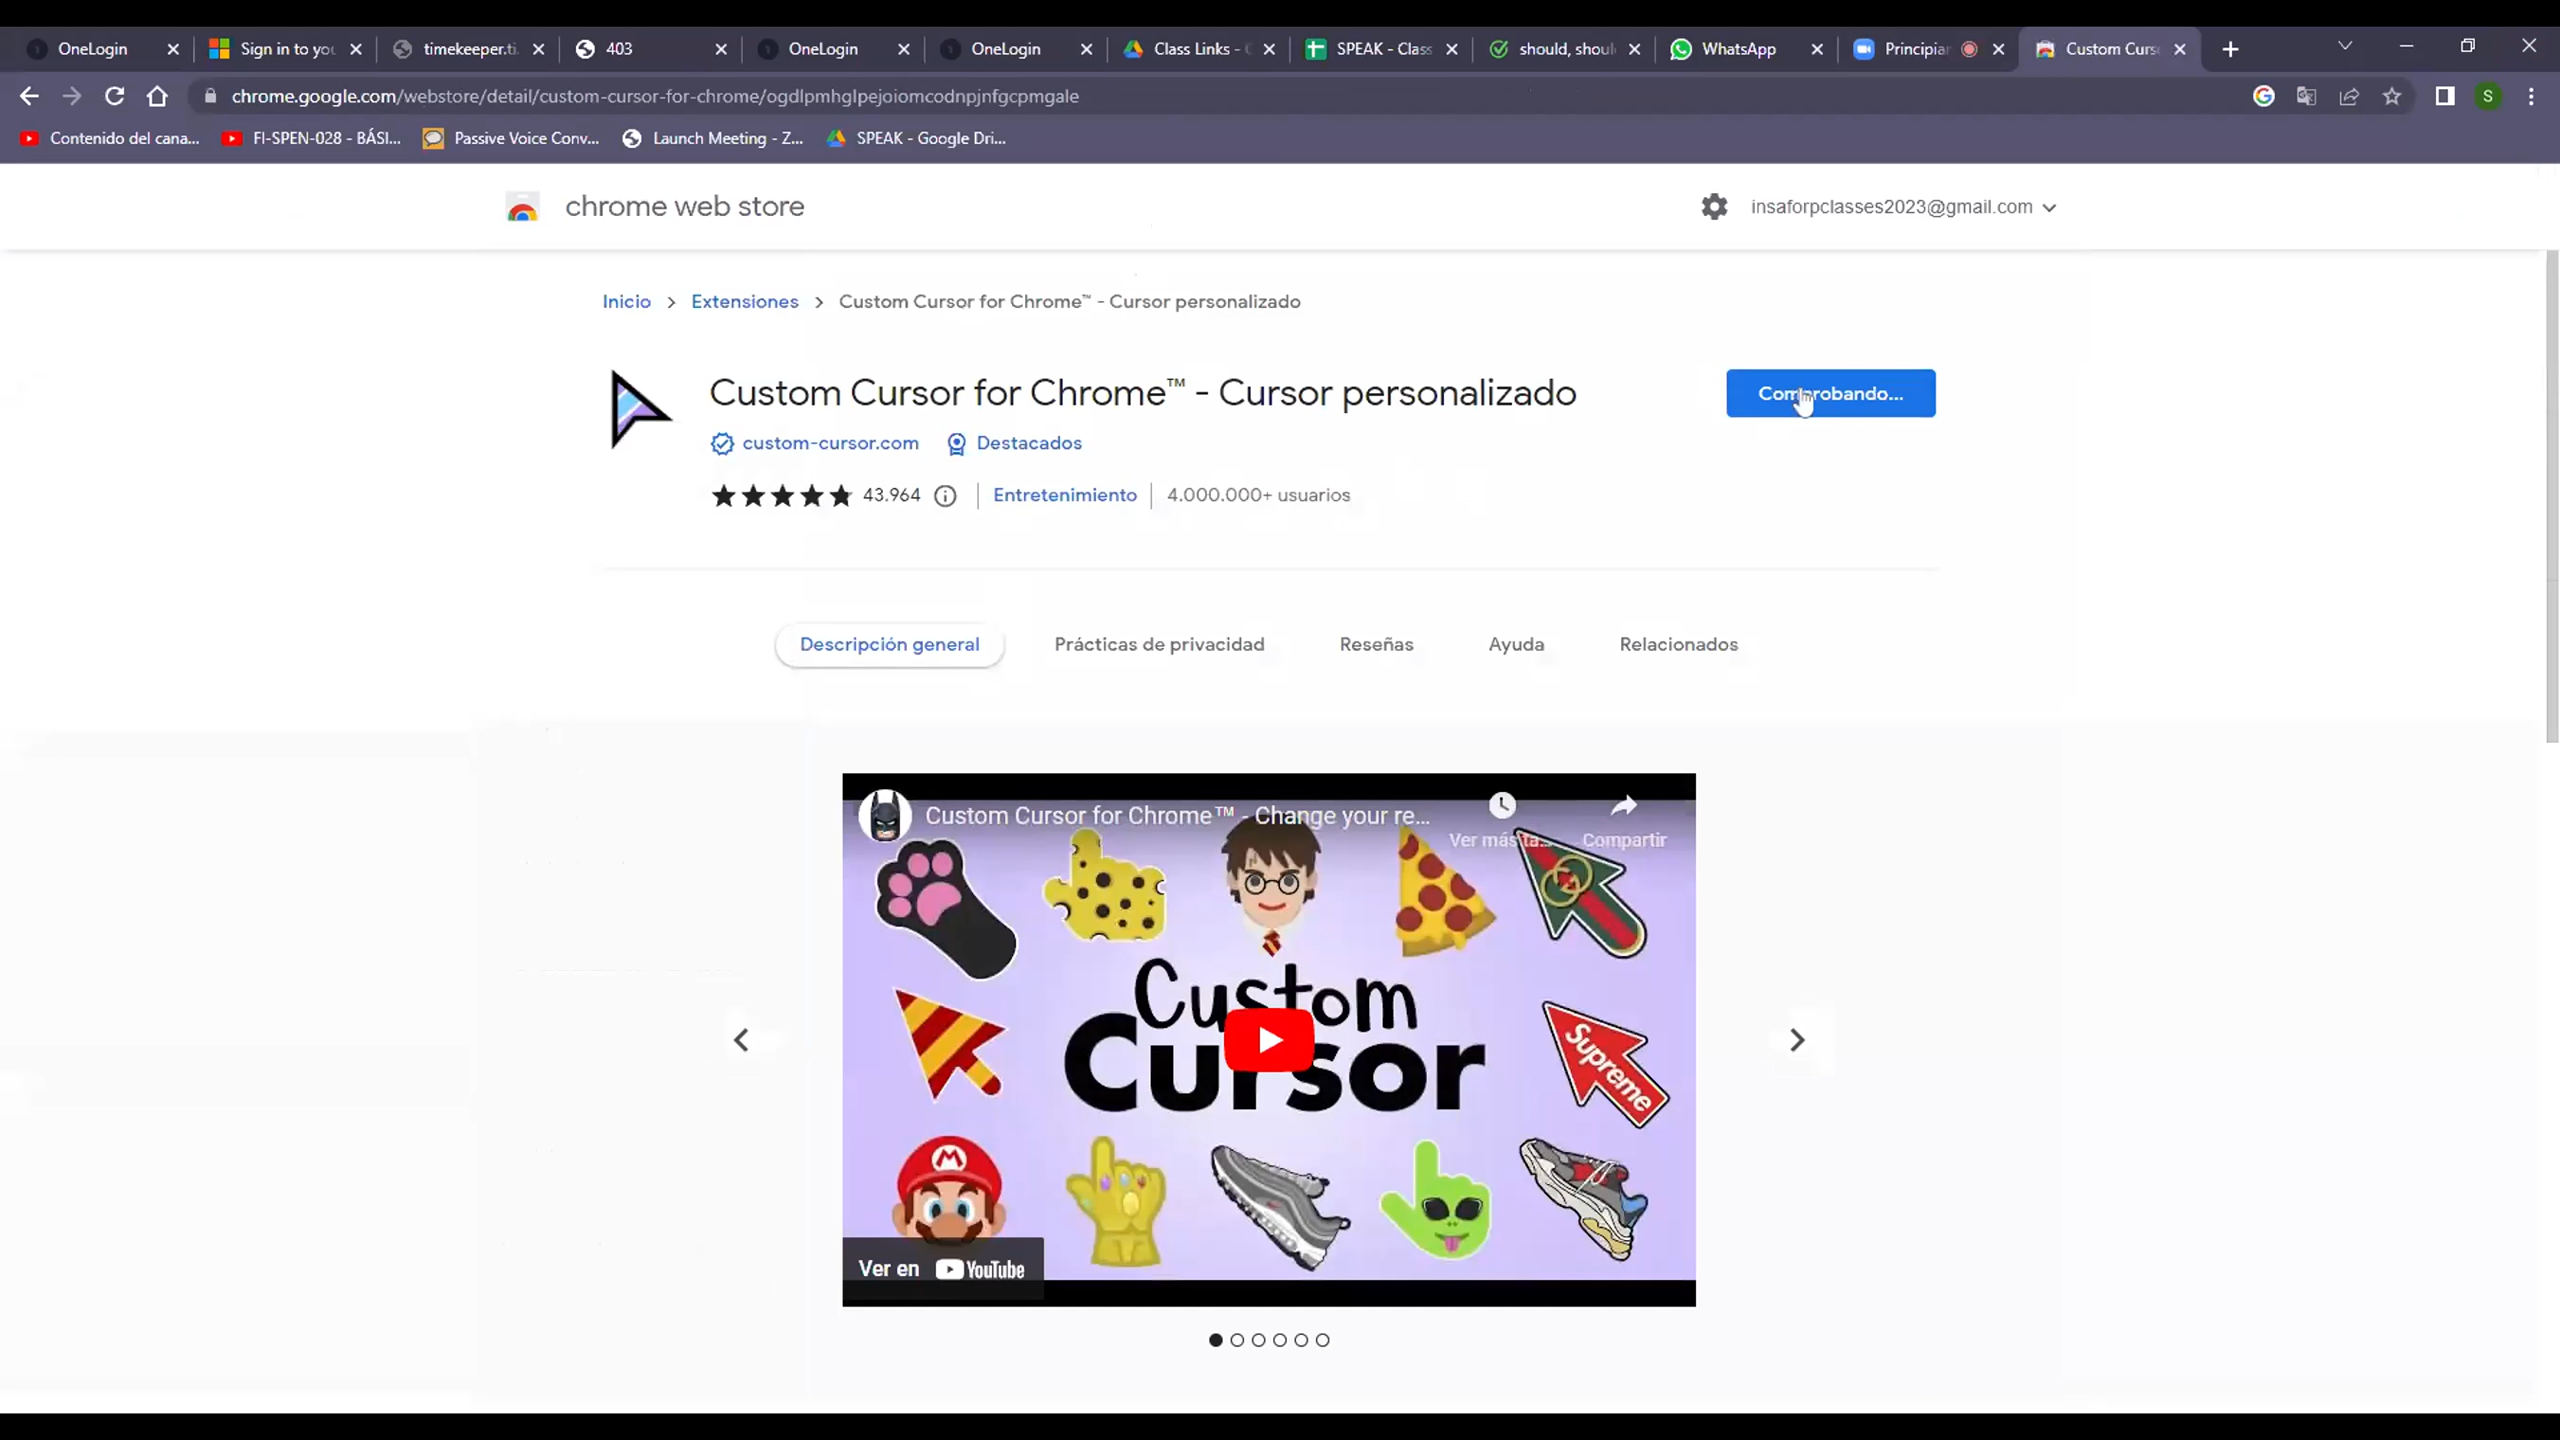 OneLogin
Sign in to you
timekeeper.ti
403
OneLogin
OneLogin
Class Links -
SPEAK - Class
should, shoul
WhatsApp
Principian
Custom Curs
chrome.google.com/webstore/detail/custom-cursor-for-chrome/ogdlpmhglpejoiomcodnpjnfgcpmgale
S
Contenido del cana...
FI-SPEN-028 - BÁSI...
Passive Voice Conv...
Launch Meeting - Z...
SPEAK - Google Dri...
chrome web store
insaforpclasses2023@gmail.com
Inicio > Extensiones > Custom Cursor for Chrome™ - Cursor personalizado
Custom Cursor for Chrome™ - Cursor personalizado
Comprobando...
custom-cursor.com
Destacados
43.964
Entretenimiento
4.000.000+ usuarios
Descripción general
Prácticas de privacidad
Reseñas
Ayuda
Relacionados
Custom Cursor for Chrome™ - Change your re...
Ver más ta...
Compartir
Custom
Cursor
Supreme
M
Ver en YouTube